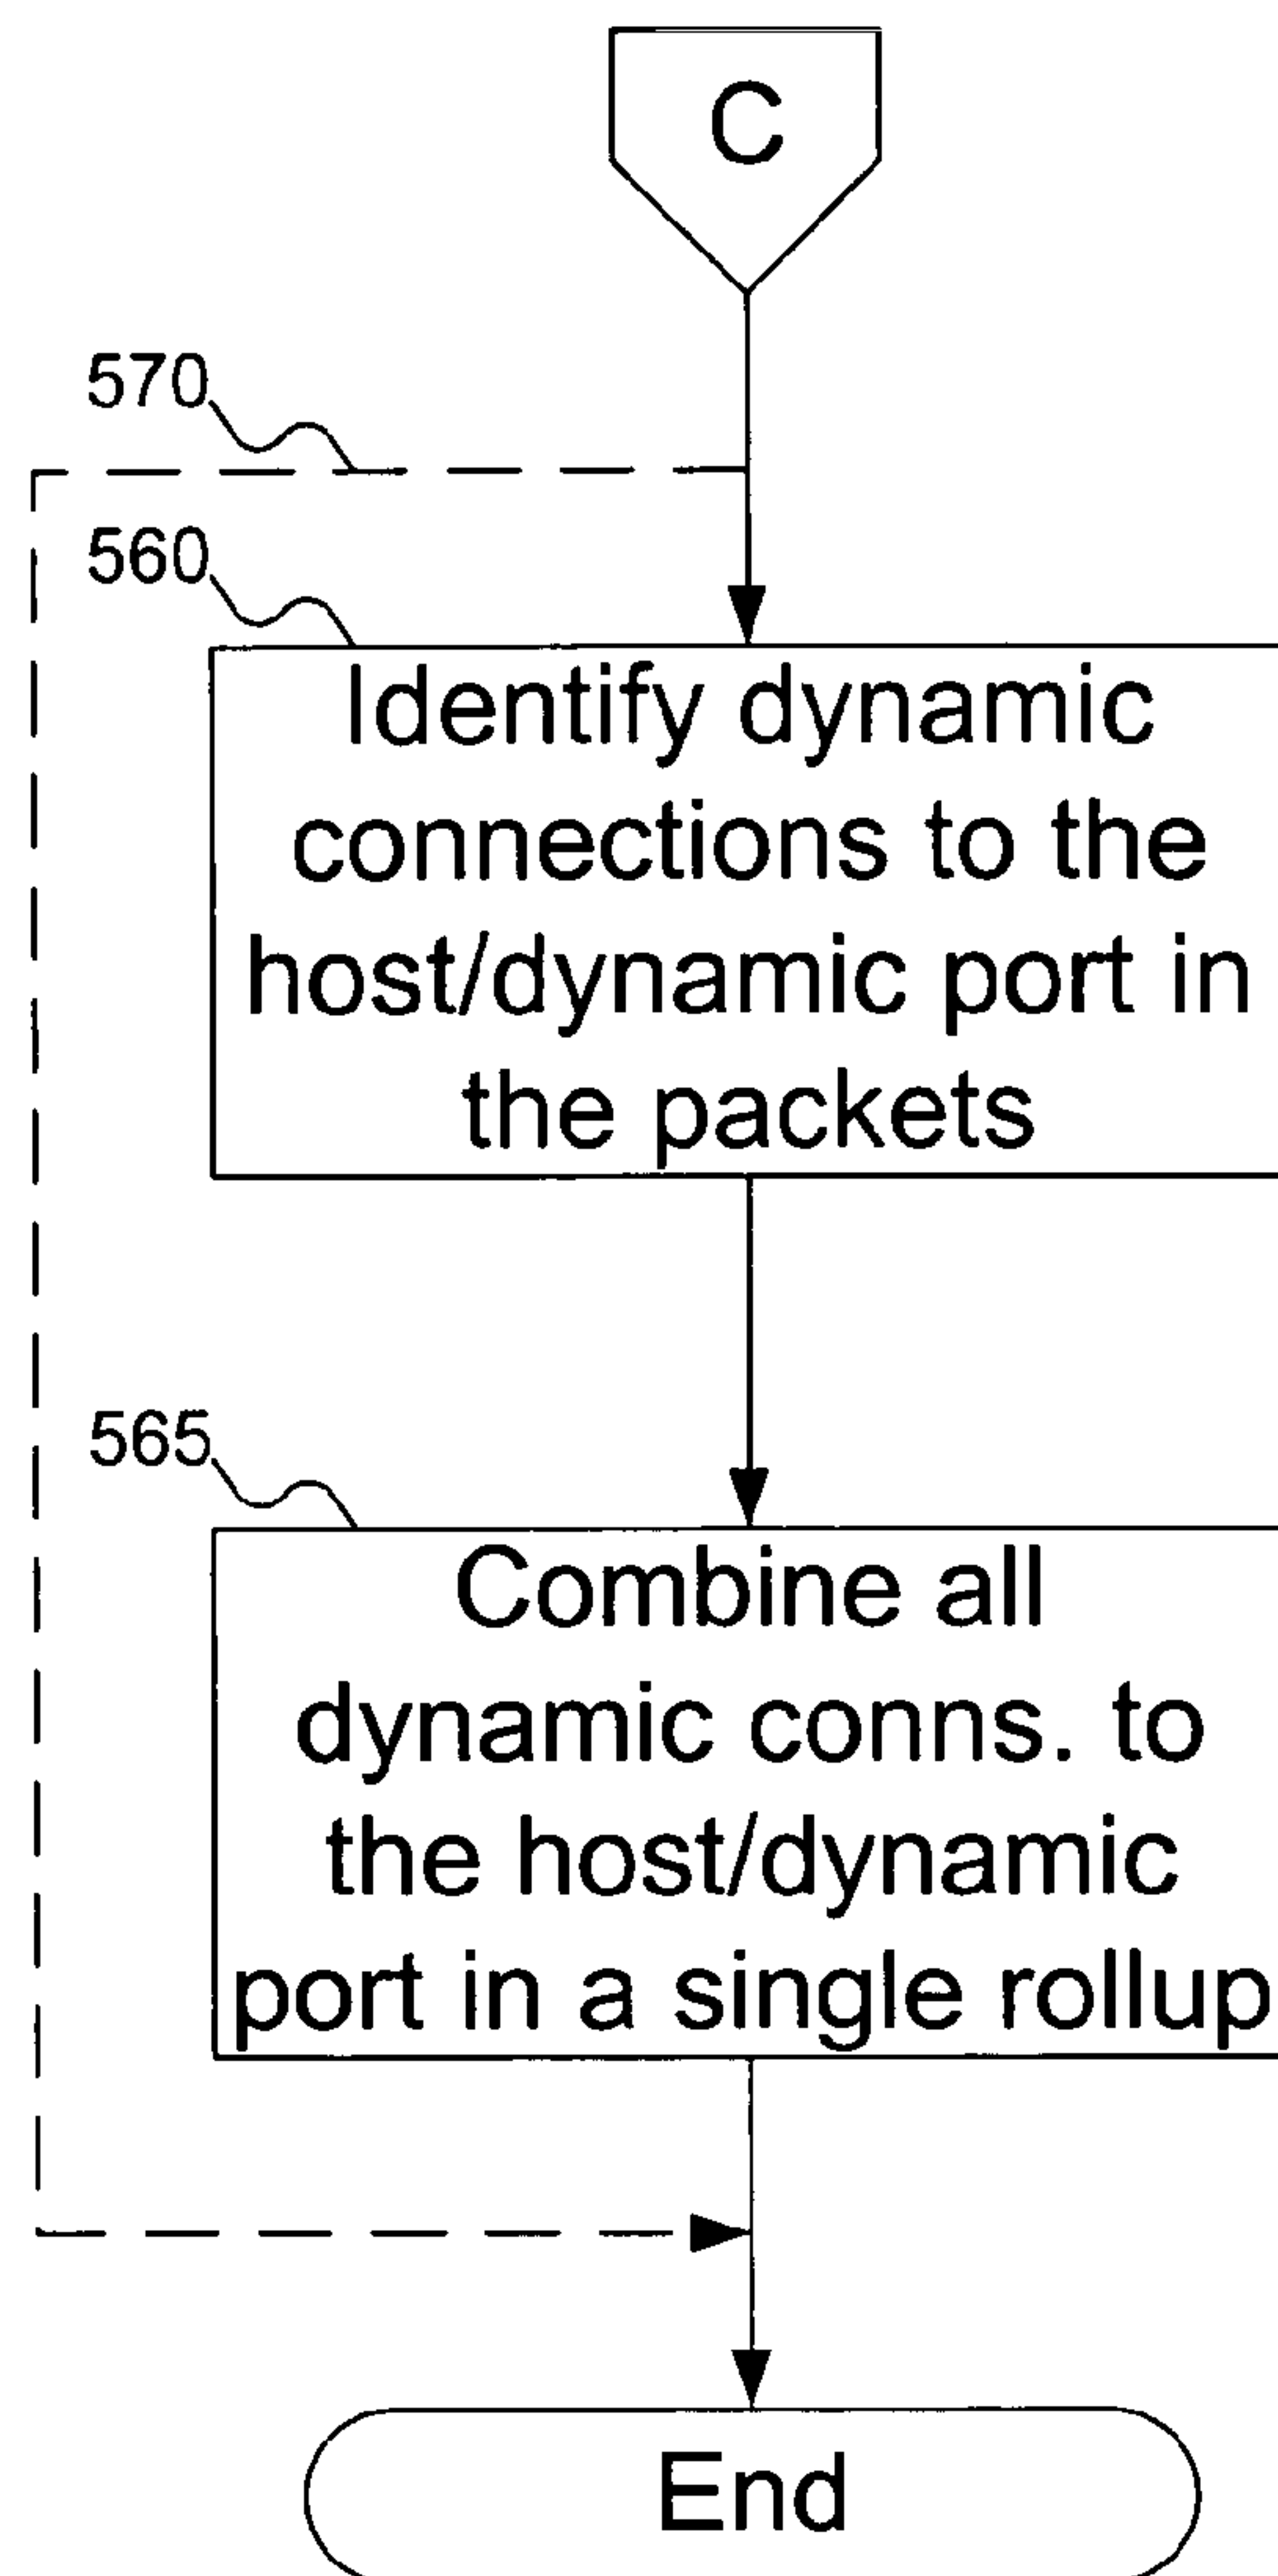 C
570
560
Identify dynamic
connections to the
host/dynamic port in
the packets
565
Combine all
dynamic conns. to
the host/dynamic
port in a single rollup
End